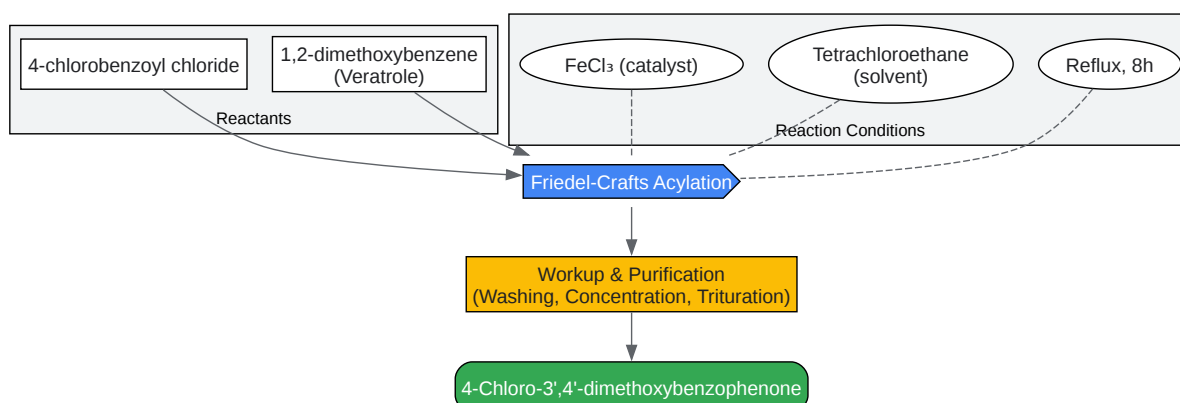 4-chlorobenzoyl chloride
1,2-dimethoxybenzene
(Veratrole)
Reactants
FeCl₃ (catalyst)
Tetrachloroethane
(solvent)
Reflux, 8h
Reaction Conditions
Friedel-Crafts Acylation
Workup & Purification
(Washing, Concentration, Trituration)
4-Chloro-3',4'-dimethoxybenzophenone